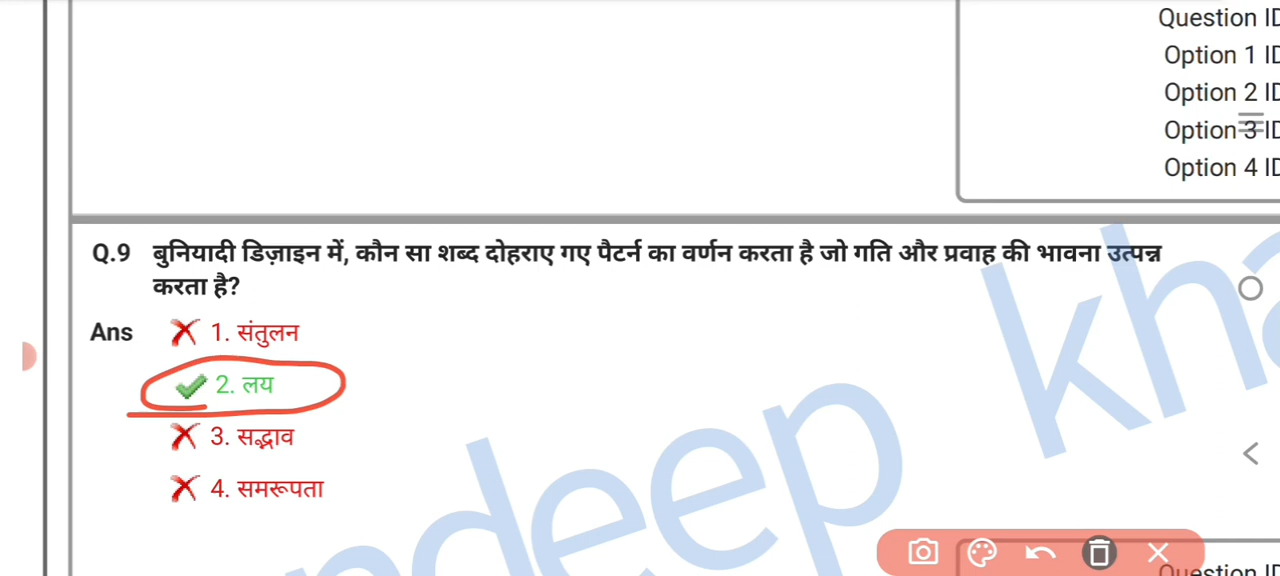 Question ID
Option 1 ID
Option 2 ID
Option 3 ID
Option 4 ID
Q.9 बुनियादी डिज़ाइन में, कौन सा शब्द दोहराए गए पैटर्न का वर्णन करता है जो गति और प्रवाह की भावना उत्पन्न
करता है?
Ans 1. संतुलन
2. लय
3. सद्भाव
4. समरूपता
Question ID